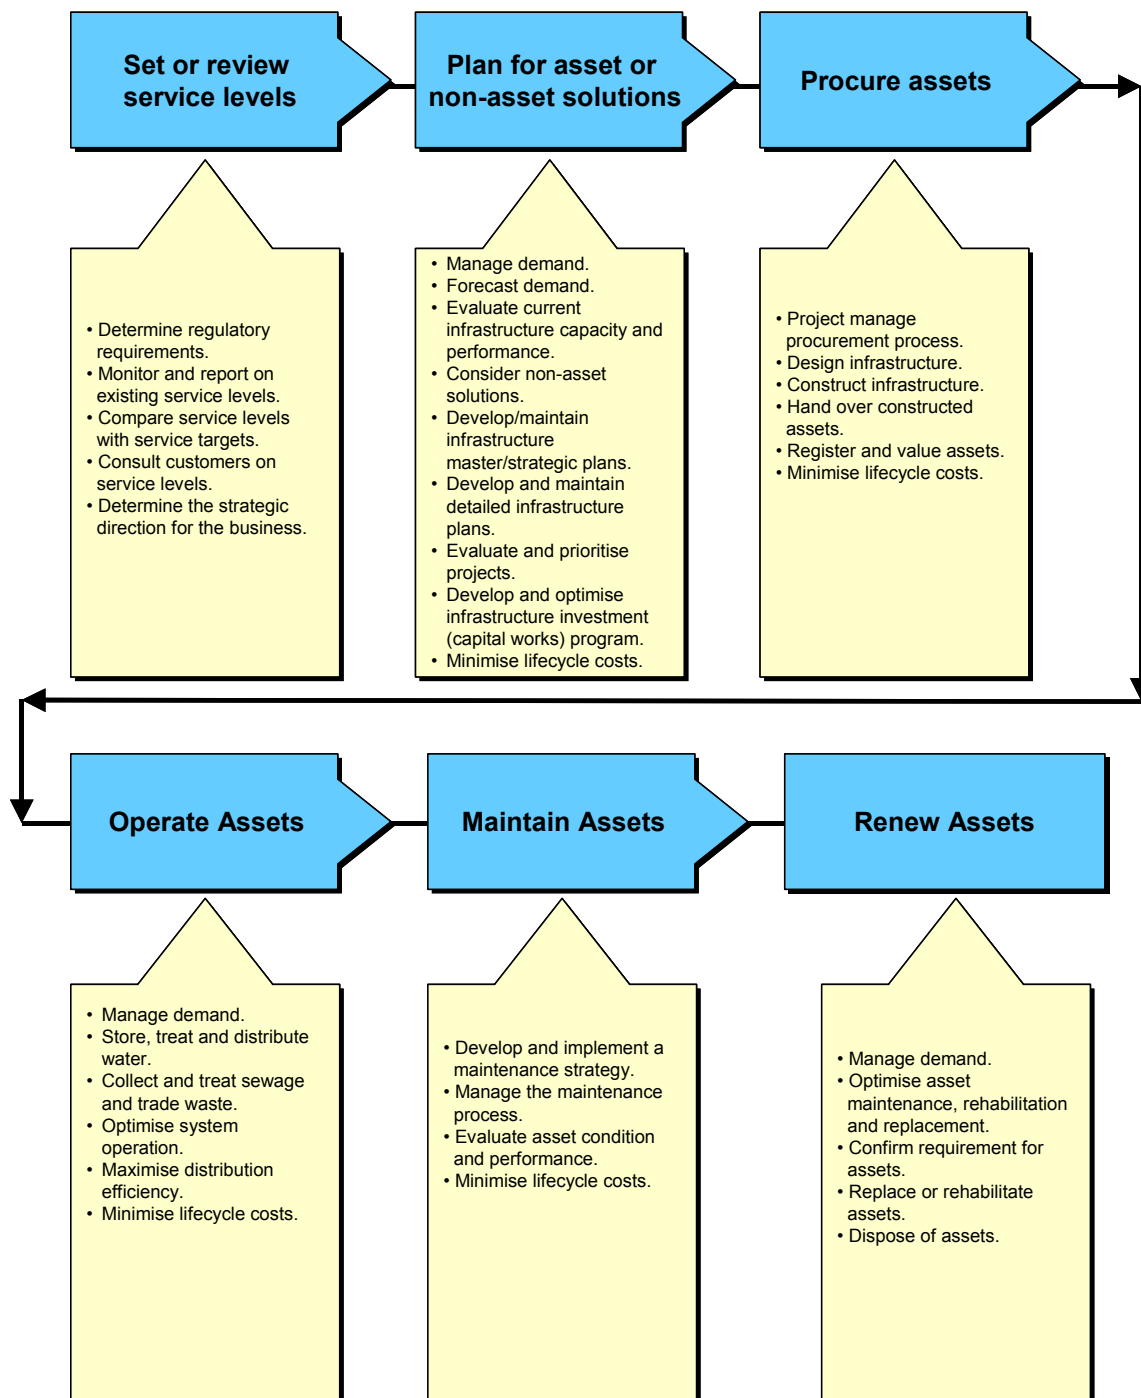 Set or review
service levels
Plan for asset or
non-asset solutions
Procure assets
• Determine regulatory
requirements.
• Monitor and report on
existing service levels.
• Compare service levels
with service targets.
• Consult customers on
service levels.
• Determine the strategic
direction for the business.
• Manage demand.
• Forecast demand.
• Evaluate current
infrastructure capacity and
performance.
• Consider non-asset
solutions.
• Develop/maintain
infrastructure
master/strategic plans.
• Develop and maintain
detailed infrastructure
plans.
• Evaluate and prioritise
projects.
• Develop and optimise
infrastructure investment
(capital works) program.
• Minimise lifecycle costs.
• Project manage
procurement process.
• Design infrastructure.
• Construct infrastructure.
• Hand over constructed
assets.
• Register and value assets.
• Minimise lifecycle costs.
Operate Assets
Maintain Assets
Renew Assets
• Manage demand.
• Store, treat and distribute
water.
• Collect and treat sewage
and trade waste.
• Optimise system
operation.
• Maximise distribution
efficiency.
• Minimise lifecycle costs.
• Develop and implement a
maintenance strategy.
• Manage the maintenance
process.
• Evaluate asset condition
and performance.
• Minimise lifecycle costs.
• Manage demand.
• Optimise asset
maintenance, rehabilitation
and replacement.
• Confirm requirement for
assets.
• Replace or rehabilitate
assets.
• Dispose of assets.